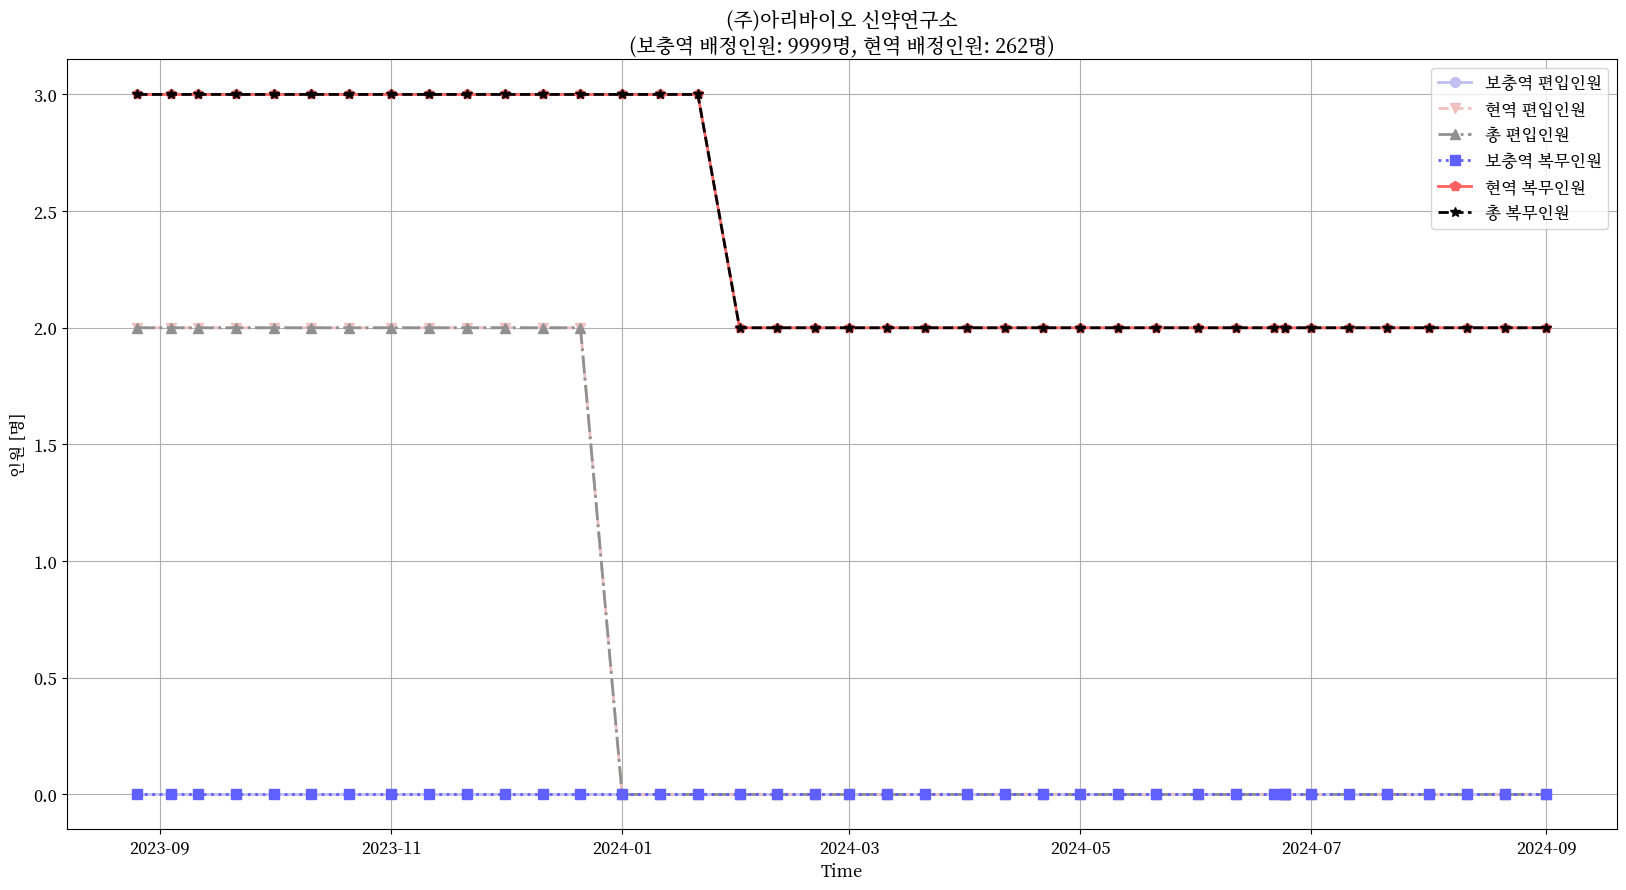 (주)아리바이오 신약연구소
(보충역 배정인원: 9999명, 현역 배정인원: 262명)
보충역 편입인원
현역 편입인원
총 편입인원
보충역 복무인원
현역 복무인원
총 복무인원
3.0
2.5
2.0
1.5
1.0
0.5
0.0
인원 [명]
2023-09
2023-11
2024-01
2024-03
2024-05
2024-07
2024-09
Time